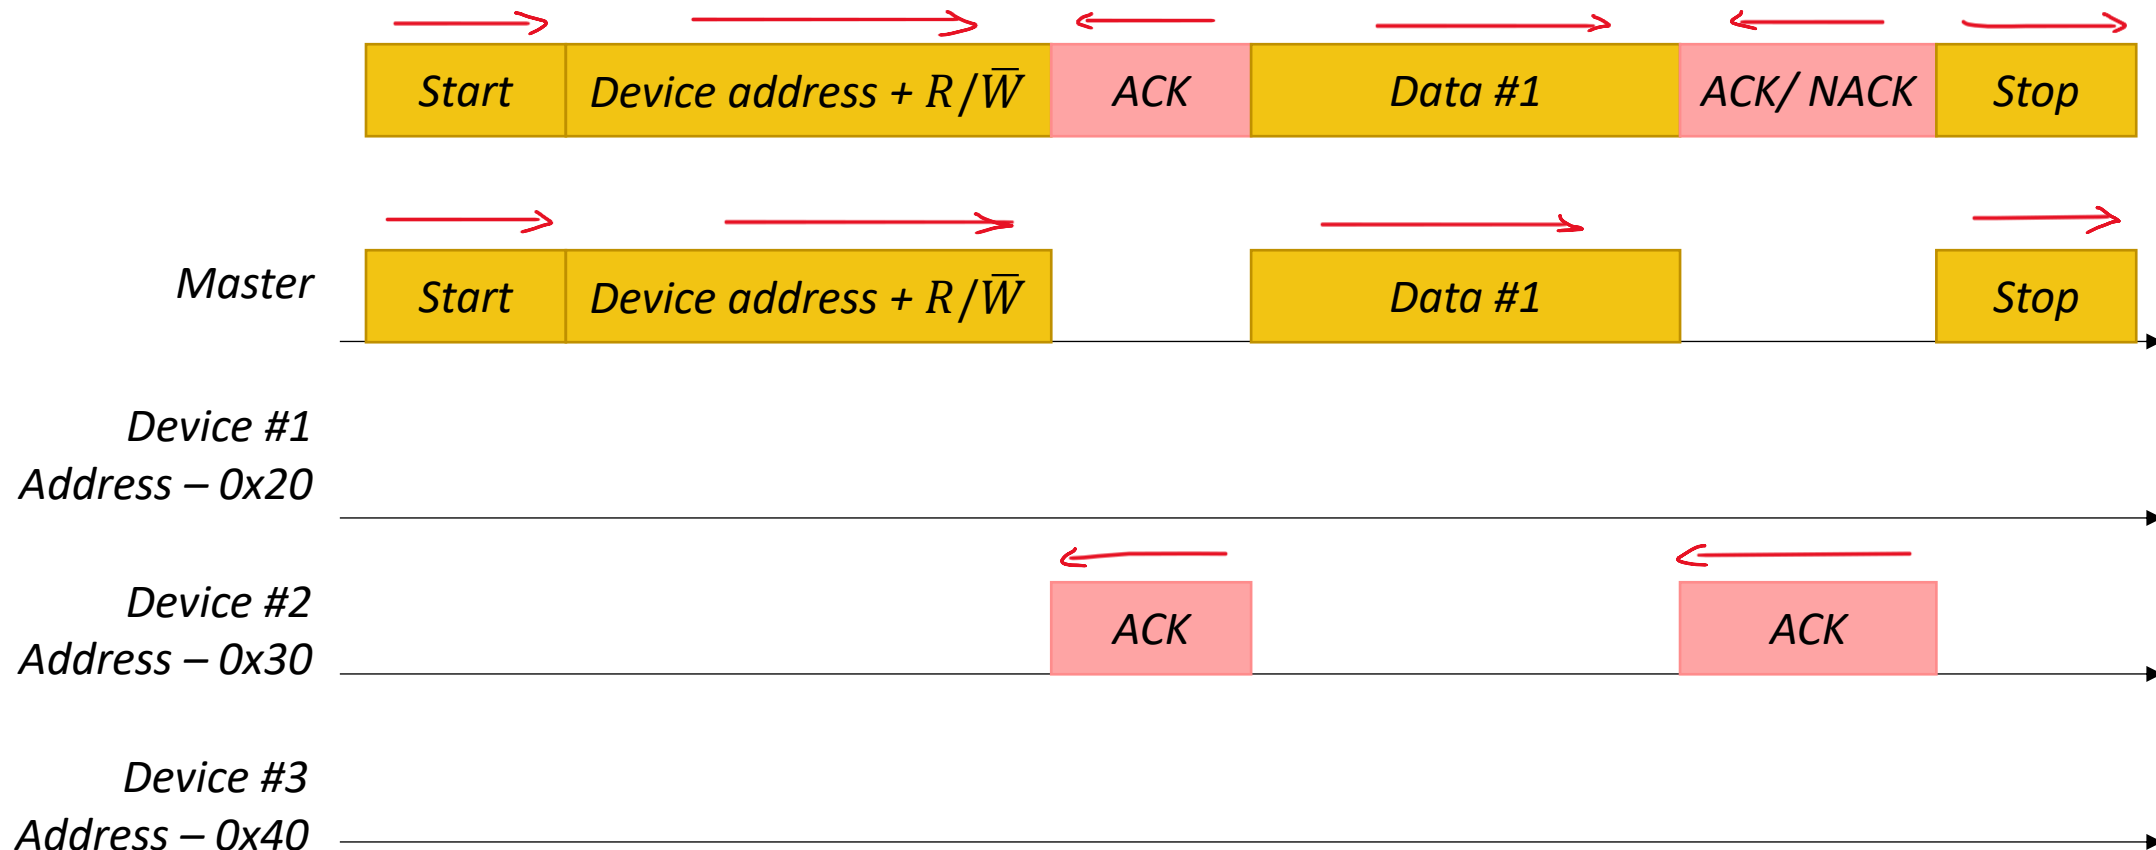 Start Device address + R/W̅ ACK Data #1 ACK/ NACK Stop
Master Start Device address + R/W̅ Data #1 Stop
Device #1
Address – 0x20
Device #2
Address – 0x30
ACK ACK
Device #3
Address – 0x40